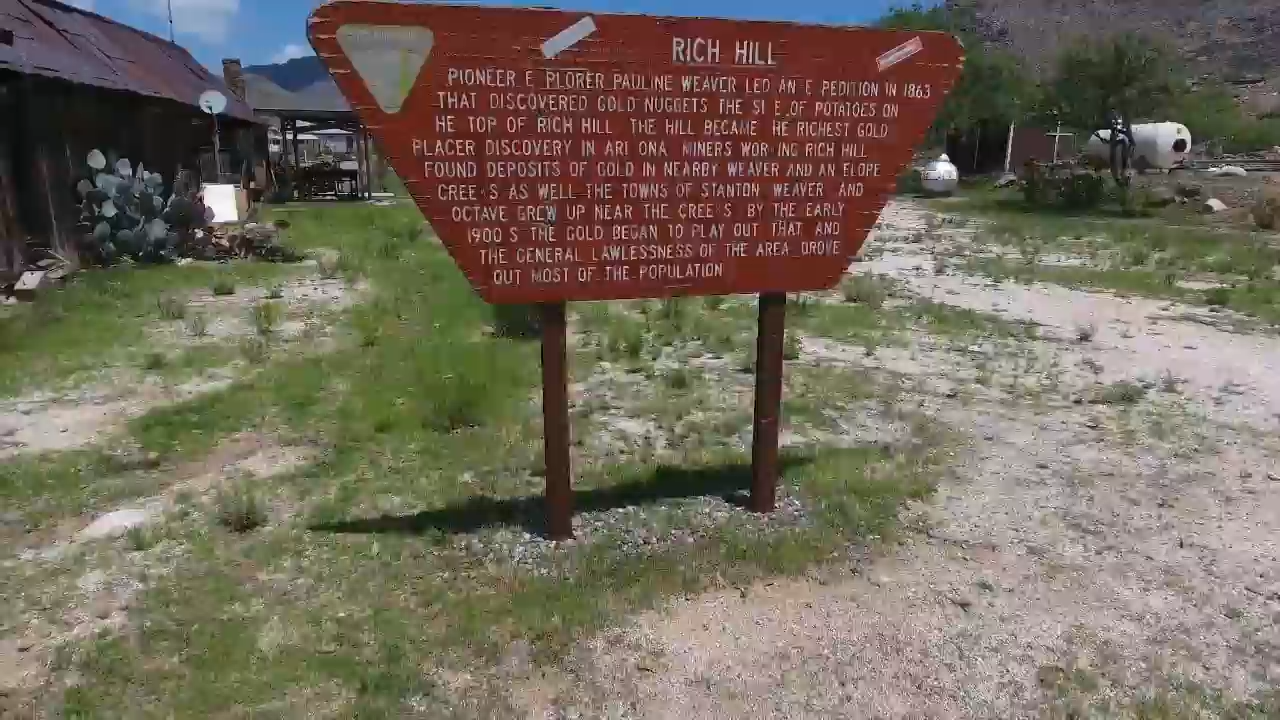 RICH HILL
PIONEER E PLORER PAULINE WEAVER LED AN E PEDITION IN 1863
THAT DISCOVERED GOLD NUGGETS THE SI E OF POTATOES ON
HE TOP OF RICH HILL THE HILL BECAME HE RICHEST GOLD
PLACER DISCOVERY IN ARI ONA MINERS WOR ING RICH HILL
FOUND DEPOSITS OF GOLD IN NEARBY WEAVER AND AN ELOPE
CREE S AS WELL THE TOWNS OF STANTON WEAVER AND
OCTAVE GREW UP NEAR THE CREE S BY THE EARLY
1900 S THE GOLD BEGAN TO PLAY OUT THAT AND
THE GENERAL LAWLESSNESS OF THE AREA DROVE
OUT MOST OF THE POPULATION